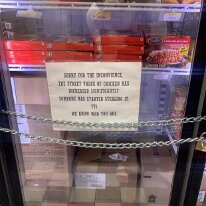 SORRY FOR THE INCONVIENCE,
THE STREET VALUE OF CHICKEN HAS
INCREASED SIGNIFICANTLY
SOMEONE HAS STARTED STEALING IT.
FYI
WE KNOW WHO YOU ARE.